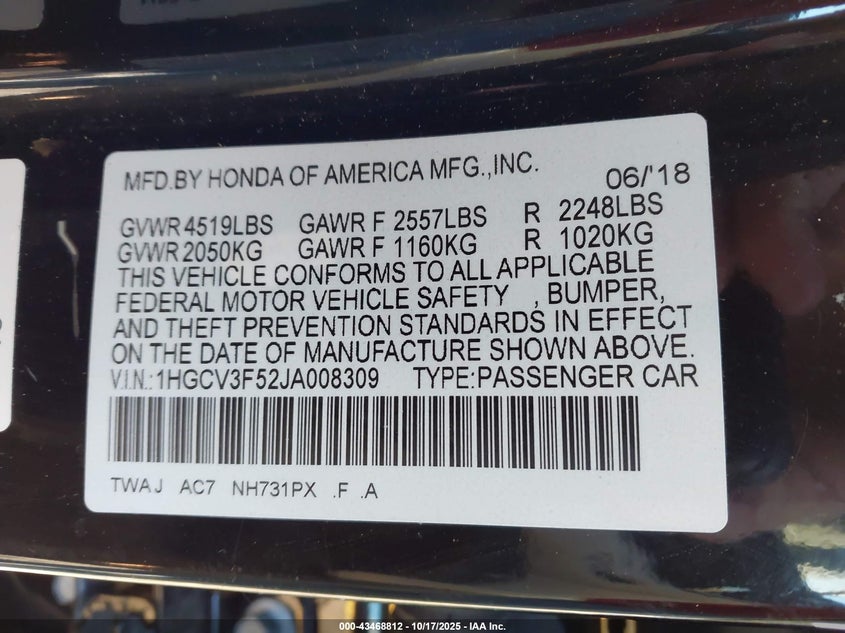 MFD.BY HONDA OF AMERICA MFG.,INC. 06/'18
GVWR 4519LBS GAWR F 2557LBS R 2248LBS
GVWR 2050KG GAWR F 1160KG R 1020KG
THIS VEHICLE CONFORMS TO ALL APPLICABLE
FEDERAL MOTOR VEHICLE SAFETY , BUMPER,
AND THEFT PREVENTION STANDARDS IN EFFECT
ON THE DATE OF MANUFACTURE SHOWN ABOVE.
V.I.N.:1HGCV3F52JA008309 TYPE:PASSENGER CAR
TWAJ AC7 NH731PX .F .A
000-43468812 - 10/17/2025 - IAA Inc.